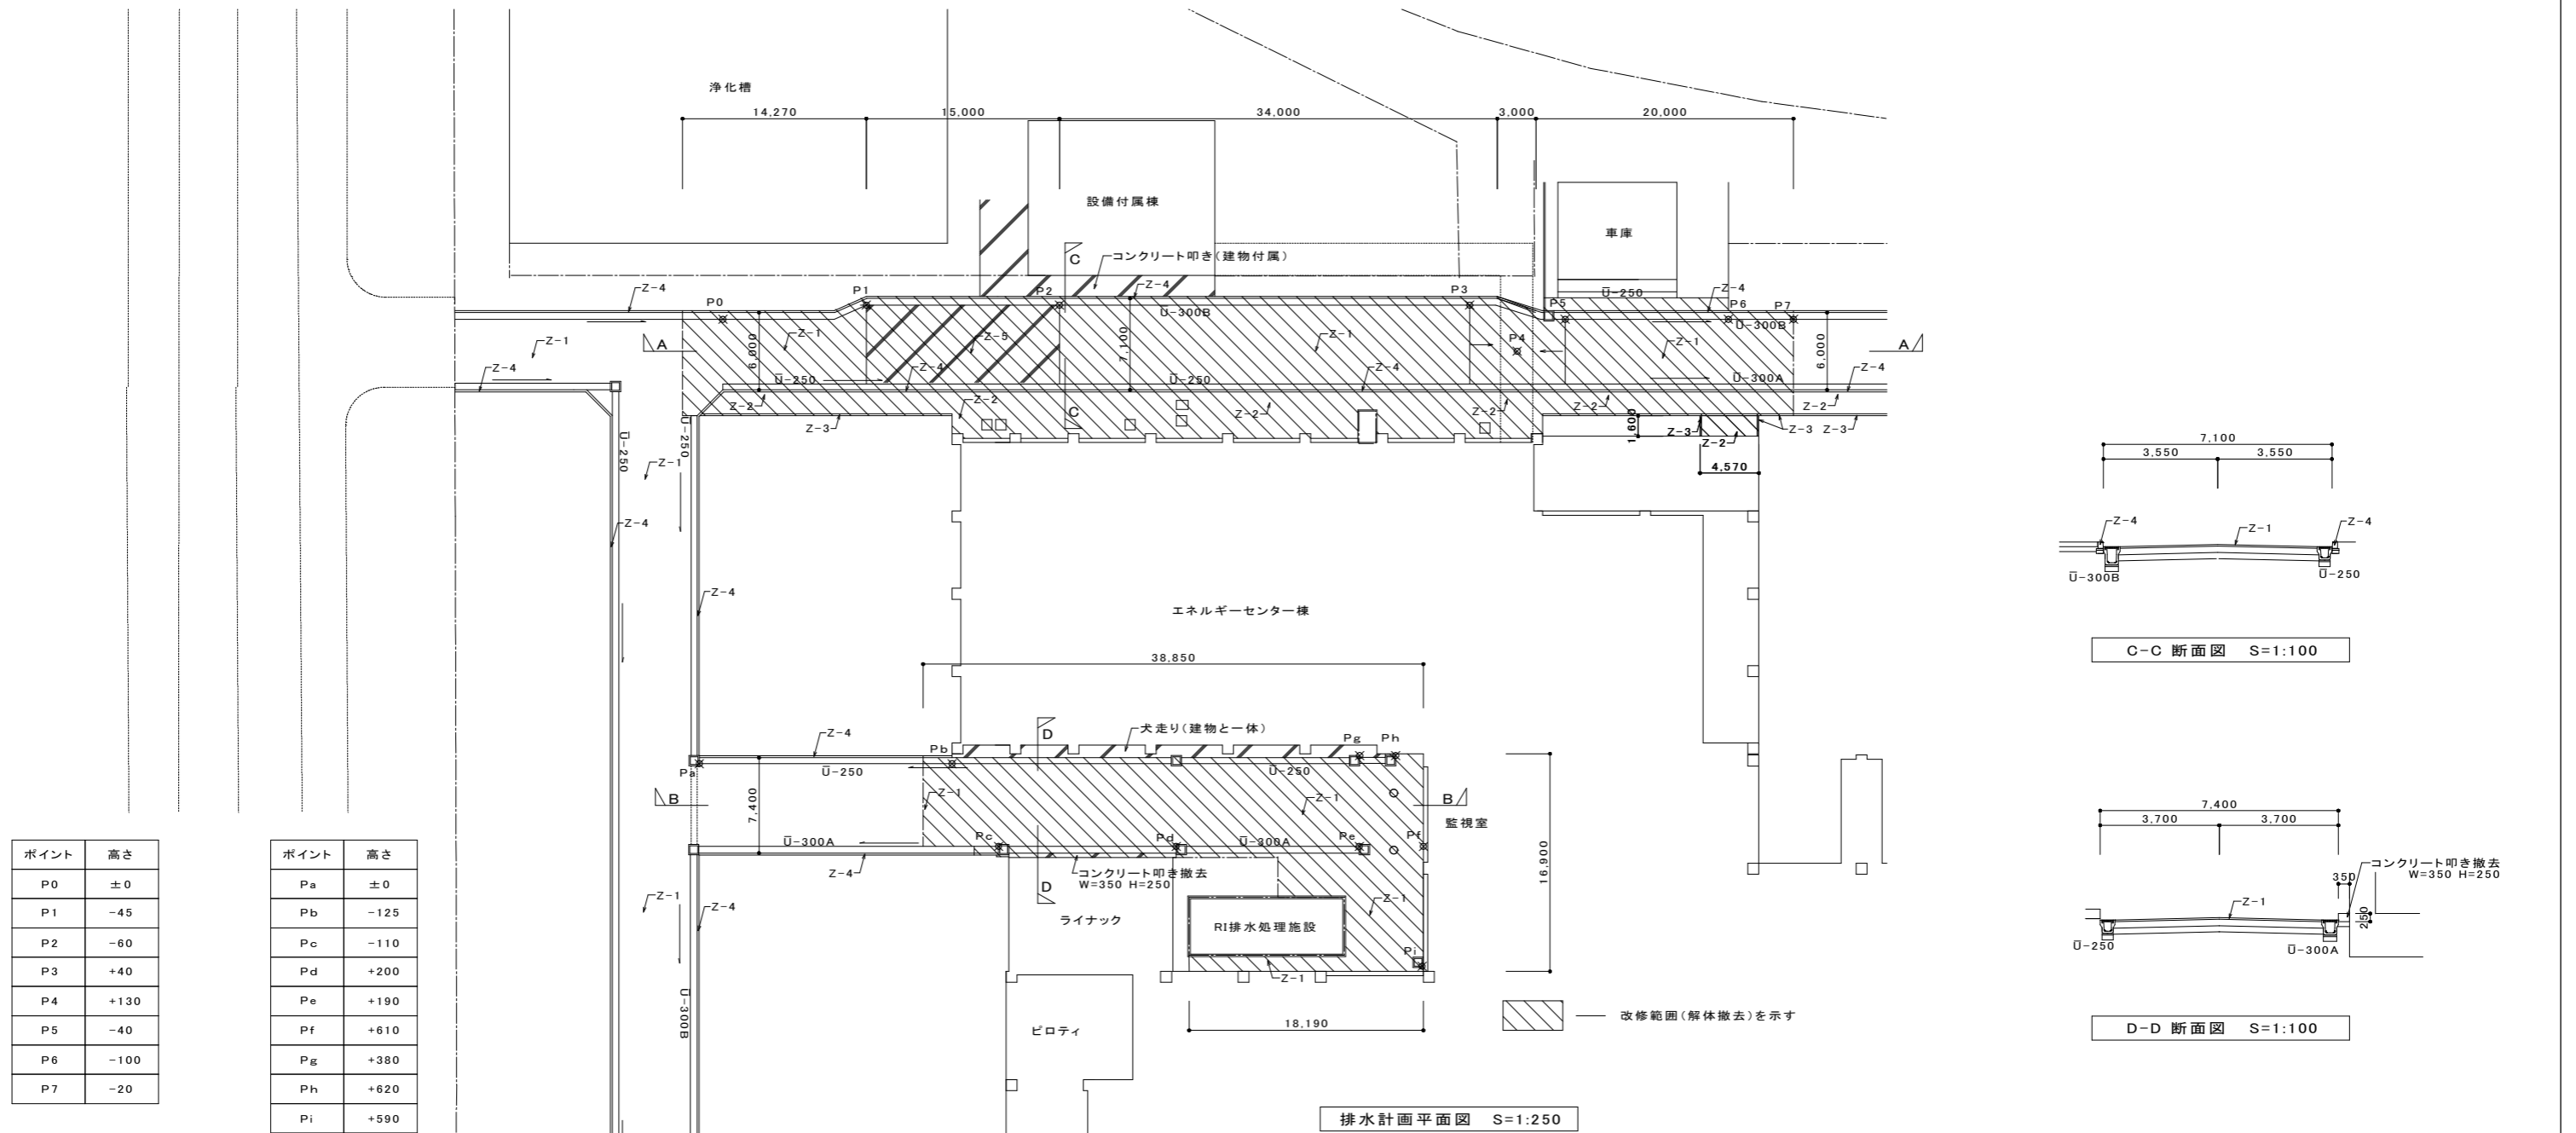 浄化槽
14,270
15,000
34,000
3,000
20,000
設備付属棟
車庫
コンクリート叩き(建物付属)
C
Z-4
P0
P1
P2
Z-4
P3
P5
U-250
Z-4
P6
P7
U-300B
U-300B
Z-1
Z-1
Z-5
Z-1
P4
Z-1
A
A
6,000
7,100
6,000
Z-4
U-250
Z-4
U-250
Z-4
U-300A
Z-4
Z-2
Z-2
Z-2
Z-2
Z-2
Z-2
Z-3
C
1,600
Z-3
Z-2
Z-3
Z-3
4,570
U-250
U-250
Z-1
Z-4
Z-4
エネルギーセンター棟
38,850
D
犬走り(建物と一体)
Z-4
Pb
Pg
Ph
Pa
U-250
U-250
B
7,400
Z-1
Z-1
B
監視室
U-300A
Pc
Pd
U-300A
Pe
Pf
Z-4
コンクリート叩き撤去
W=350 H=250
D
16,900
Z-1
Z-4
ライナック
RI排水処理施設
Z-1
Pi
Z-1
U-300B
ピロティ
18,190
改修範囲(解体撤去)を示す
排水計画平面図 S=1:250
ポイント 高さ
P0 ±0
P1 -45
P2 -60
P3 +40
P4 +130
P5 -40
P6 -100
P7 -20
ポイント 高さ
Pa ±0
Pb -125
Pc -110
Pd +200
Pe +190
Pf +610
Pg +380
Ph +620
Pi +590
7,100
3,550 3,550
Z-4
Z-1
Z-4
U-300B
U-250
C-C 断面図 S=1:100
7,400
3,700 3,700
コンクリート叩き撤去
W=350 H=250
350
Z-1
250
U-250
U-300A
D-D 断面図 S=1:100